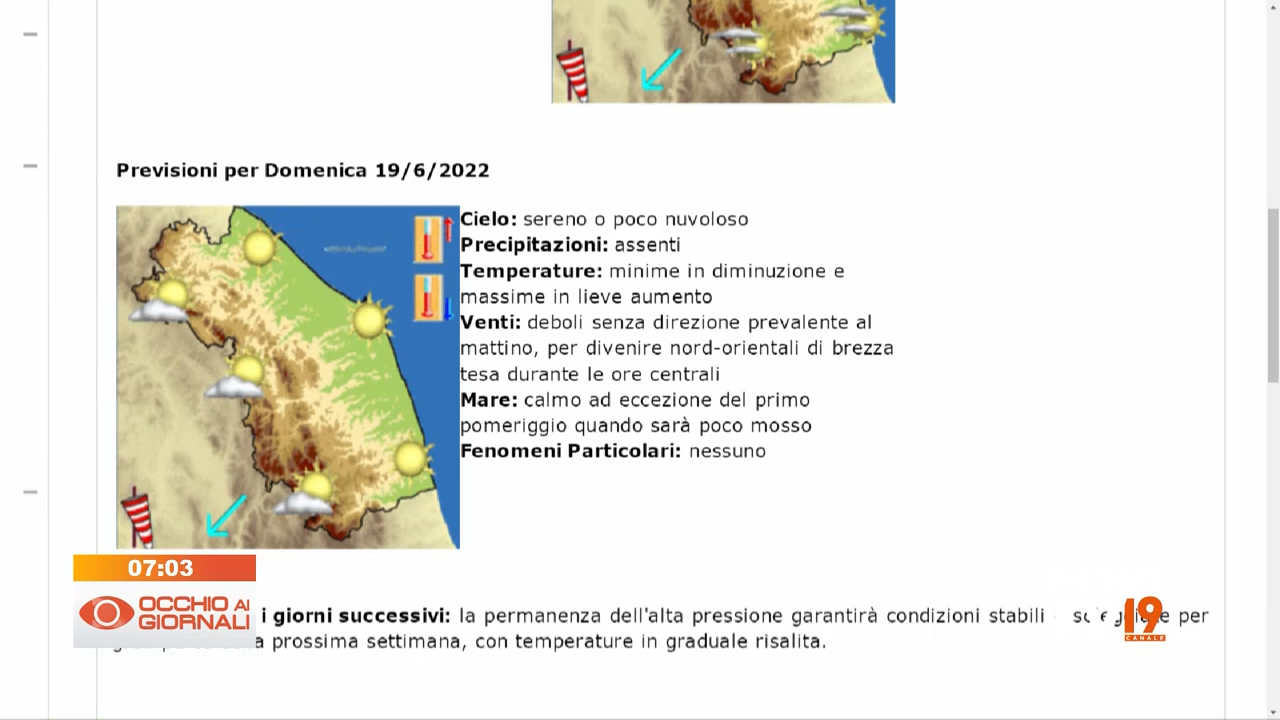 Previsioni per Domenica 19/6/2022
Cielo: sereno o poco nuvoloso
Precipitazioni: assenti
Temperature: minime in diminuzione e
massime in lieve aumento
Venti: deboli senza direzione prevalente al
mattino, per divenire nord-orientali di brezza
tesa durante le ore centrali
Mare: calmo ad eccezione del primo
pomeriggio quando sarà poco mosso
Fenomeni Particolari: nessuno
07:03
OCCHIO AI
GIORNALI
i giorni successivi: la permanenza dell'alta pressione garantirà condizioni stabili per
prossima settimana, con temperature in graduale risalita.
19
CANALE